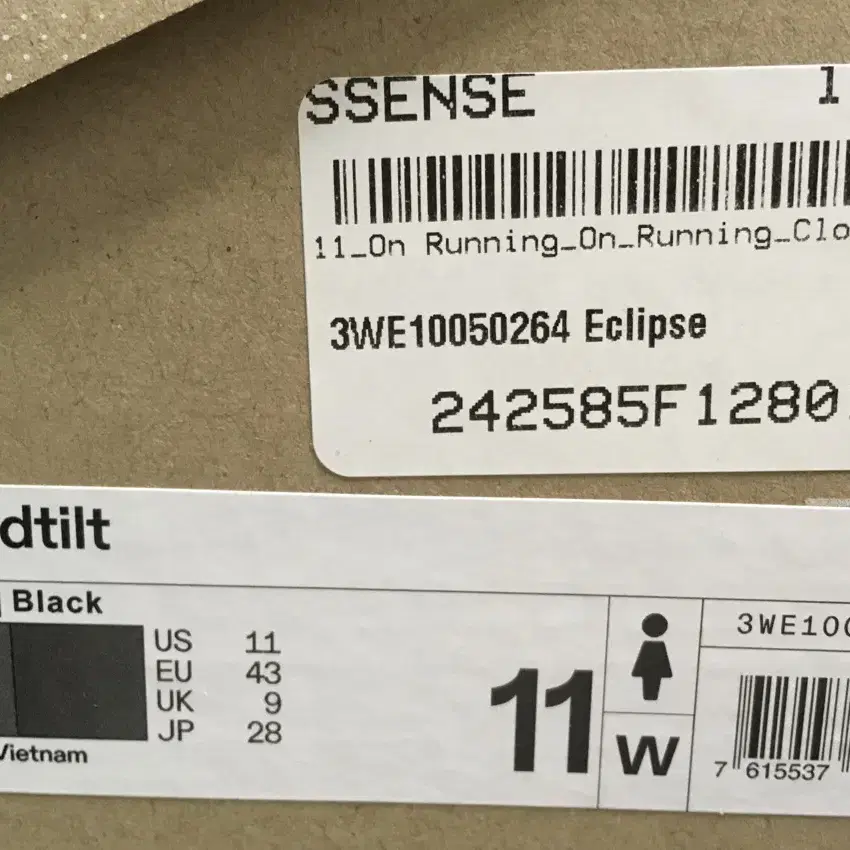 SSENSE 1
11_On Running_On_Running_Clo
3WE10050264 Eclipse
242585F1280
dtilt
Black
US 11
EU 43
UK 9
JP 28
Vietnam
11
W
3WE100
7 615537